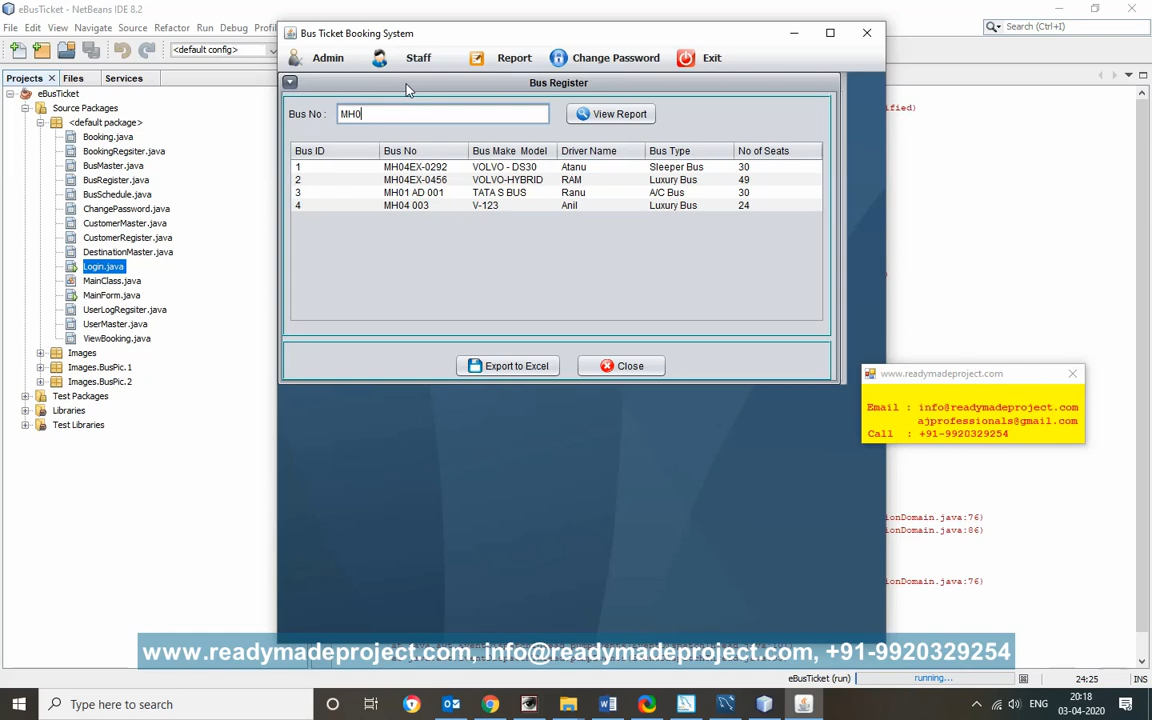 eBusTicket - NetBeans IDE 8.2
File Edit View Navigate Source Refactor Run Debug Profi
<default config>
Search (Ctrl+I)
Projects Files Services
eBusTicket
Source Packages
<default package>
Booking.java
BookingRegsiter.java
BusMaster.java
BusRegister.java
BusSchedule.java
ChangePassword.java
CustomerMaster.java
CustomerRegister.java
DestinationMaster.java
Login.java
MainClass.java
MainForm.java
UserLogRegsiter.java
UserMaster.java
ViewBooking.java
Images
Images.BusPic.1
Images.BusPic.2
Test Packages
Libraries
Test Libraries
Bus Ticket Booking System
Admin Staff Report Change Password Exit
Bus Register
Bus No : MH0 View Report
Bus ID Bus No Bus Make Model Driver Name Bus Type No of Seats
1 MH04EX-0292 VOLVO - DS30 Atanu Sleeper Bus 30
2 MH04EX-0456 VOLVO-HYBRID RAM Luxury Bus 49
3 MH01 AD 001 TATA S BUS Ranu A/C Bus 30
4 MH04 003 V-123 Anil Luxury Bus 24
Export to Excel Close
ified)
www.readymadeproject.com
Email : info@readymadeproject.com
ajprofessionals@gmail.com
Call : +91-9920329254
ionDomain.java:76)
ionDomain.java:86)
ionDomain.java:76)
www.readymadeproject.com, info@readymadeproject.com, +91-9920329254
eBusTicket (run) running... 24:25 INS
Type here to search
ENG
20:18
03-04-2020